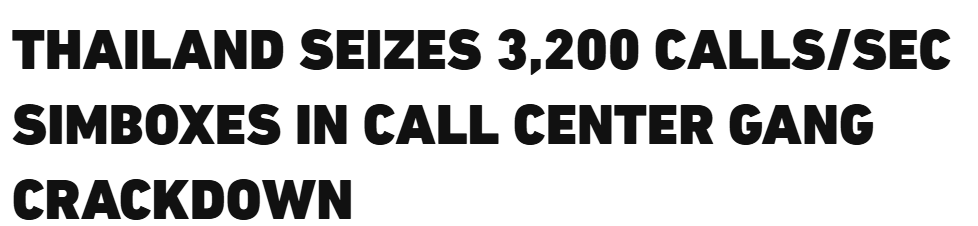 THAILAND SEIZES 3,200 CALLS/SEC
SIMBOXES IN CALL CENTER GANG
CRACKDOWN